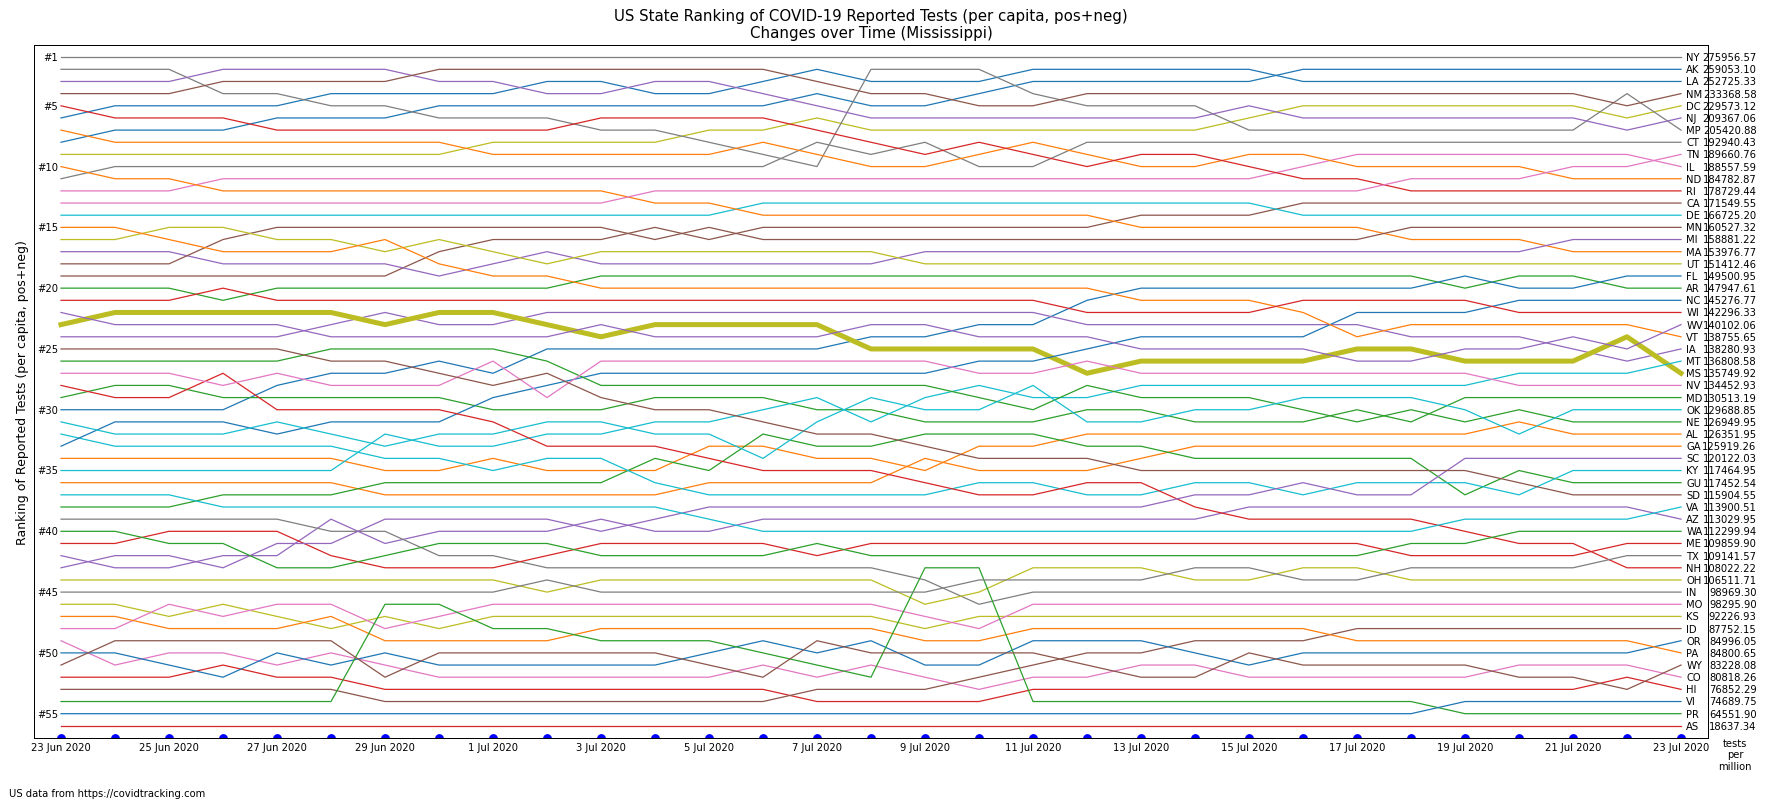 US State Ranking of COVID-19 Reported Tests (per capita, pos+neg)
Changes over Time (Mississippi)
Ranking of Reported Tests (per capita, pos+neg)
#1
#5
#10
#15
#20
#25
#30
#35
#40
#45
#50
#55
NY 275956.57
AK 259053.10
LA 252725.33
NM 233368.58
DC 229573.12
NJ 209367.06
MP 205420.88
CT 192940.43
TN 189660.76
IL 188557.59
ND 184782.87
RI 178729.44
CA 171549.55
DE 166725.20
MN 160527.32
MI 158881.22
MA 153976.77
UT 151412.46
FL 149500.95
AR 147947.61
NC 145276.77
WI 142296.33
WV 140102.06
VT 138755.65
IA 138280.93
MT 136808.58
MS 135749.92
NV 134452.93
MD 130513.19
OK 129688.85
NE 126949.95
AL 126351.95
GA 125919.26
SC 120122.03
KY 117464.95
GU 117452.54
SD 115904.55
VA 113900.51
AZ 113029.95
WA 112299.94
ME 109859.90
TX 109141.57
NH 108022.22
OH 106511.71
IN 98969.30
MO 98295.90
KS 92226.93
ID 87752.15
OR 84996.05
PA 84800.65
WY 83228.08
CO 80818.26
HI 76852.29
VI 74689.75
PR 64551.90
AS 18637.34
23 Jun 2020 25 Jun 2020 27 Jun 2020 29 Jun 2020 1 Jul 2020 3 Jul 2020 5 Jul 2020 7 Jul 2020 9 Jul 2020 11 Jul 2020 13 Jul 2020 15 Jul 2020 17 Jul 2020 19 Jul 2020 21 Jul 2020 23 Jul 2020
tests
per
million
US data from https://covidtracking.com